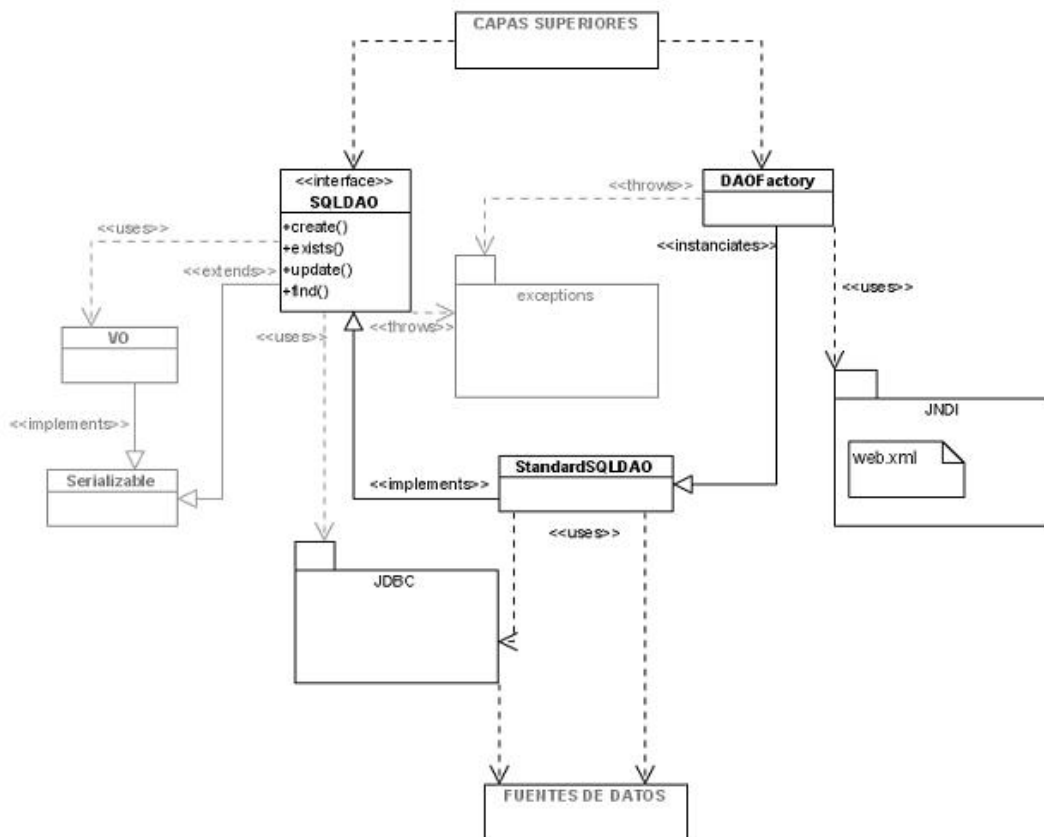 CAPAS SUPERIORES
<<interface>>
SQLDAO
+create()
+exists()
+update()
+find()
<<throws>>
DAOFactory
<<uses>>
<<extends>>
<<instanciates>>
<<uses>>
exceptions
<<uses>>
<<throws>>
VO
<<implements>>
JNDI
web.xml
Serializable
<<implements>>
StandardSQLDAO
<<uses>>
JDBC
FUENTES DE DATOS